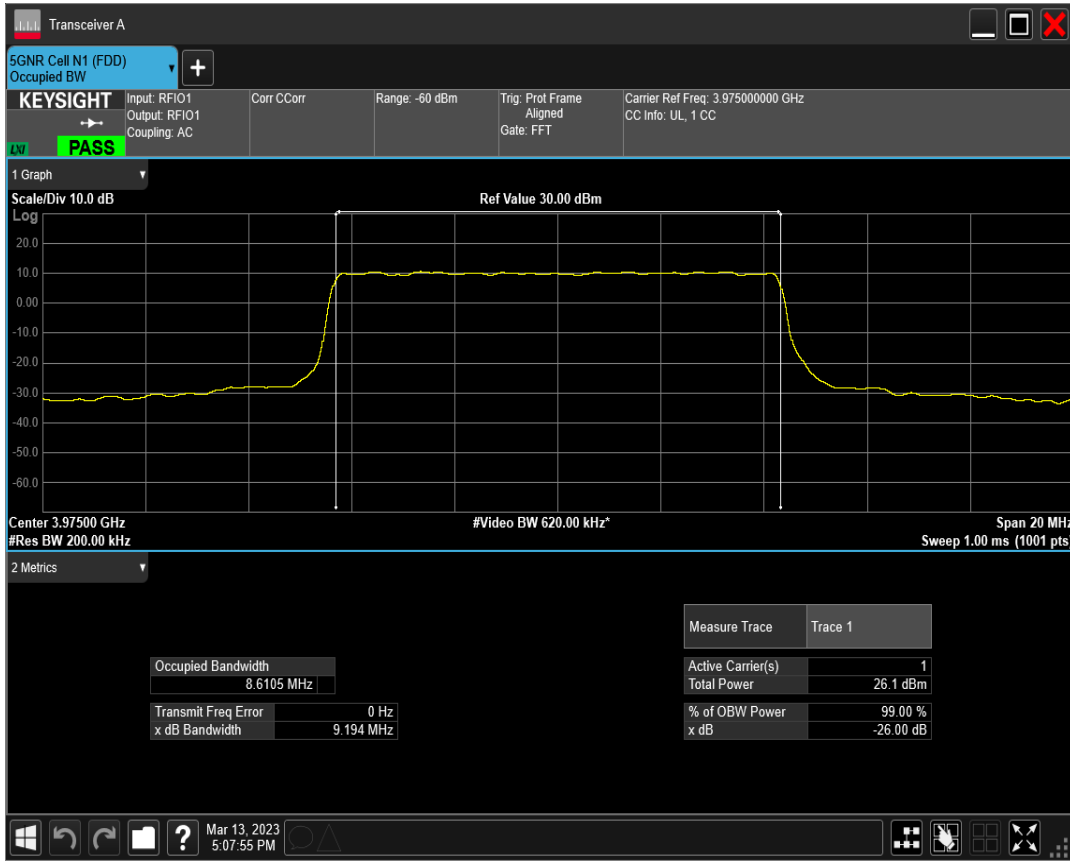 Transceiver A
5GNR Cell N1 (FDD)
Occupied BW
+
KEYSIGHT
LXI
PASS
Input: RFIO1
Output: RFIO1
Coupling: AC
Corr CCorr
Range: -60 dBm
Trig: Prot Frame
Aligned
Gate: FFT
Carrier Ref Freq: 3.975000000 GHz
CC Info: UL, 1 CC
1 Graph
Scale/Div 10.0 dB
Ref Value 30.00 dBm
Log
20.0
10.0
0.00
-10.0
-20.0
-30.0
-40.0
-50.0
-60.0
Center 3.97500 GHz
#Video BW 620.00 kHz*
Span 20 MHz
#Res BW 200.00 kHz
Sweep 1.00 ms (1001 pts)
2 Metrics
Measure Trace Trace 1
Occupied Bandwidth
8.6105 MHz
Active Carrier(s) 1
Total Power 26.1 dBm
Transmit Freq Error 0 Hz
x dB Bandwidth 9.194 MHz
% of OBW Power 99.00 %
x dB -26.00 dB
?
Mar 13, 2023
5:07:55 PM